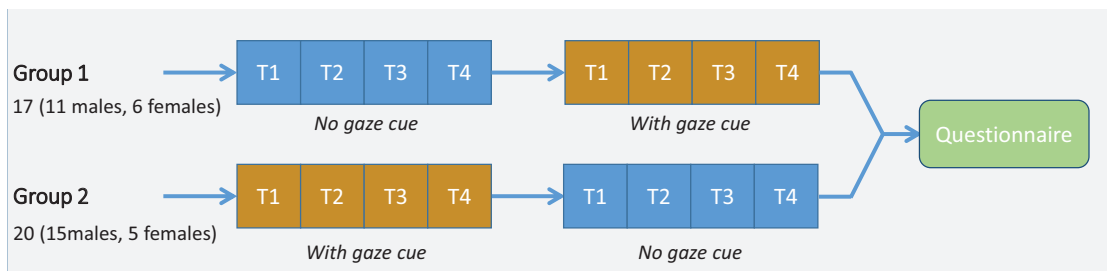 Group 1
17 (11 males, 6 females)
T1 T2 T3 T4
No gaze cue
T1 T2 T3 T4
With gaze cue
Group 2
20 (15males, 5 females)
T1 T2 T3 T4
With gaze cue
T1 T2 T3 T4
No gaze cue
Questionnaire